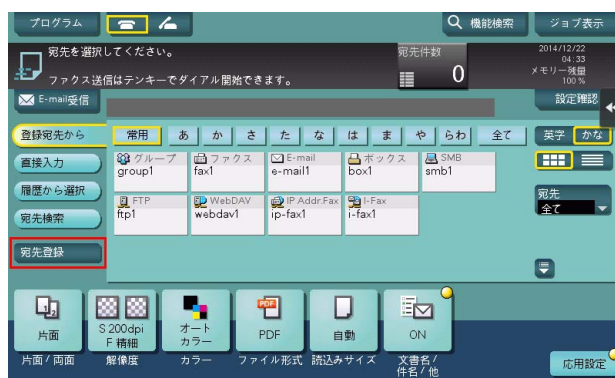 プログラム
機能検索
ジョブ表示
宛先を選択してください。
ファクス送信はテンキーでダイアル開始できます。
宛先件数
0
2014/12/22
04:33
メモリー残量
100 %
E-mail受信
設定確認
登録宛先から
常用 あ か さ た な は ま や らわ 全て
英字 かな
直接入力
履歴から選択
宛先検索
宛先登録
グループ
group1
ファクス
fax1
E-mail
e-mail1
ボックス
box1
SMB
smb1
FTP
ftp1
WebDAV
webdav1
IP Addr.Fax
ip-fax1
I-Fax
i-fax1
宛先
全て
片面
S 200dpi
F 精細
オート
カラー
PDF
自動
ON
片面/両面
解像度
カラー
ファイル形式
読込みサイズ
文書名/
件名/他
応用設定